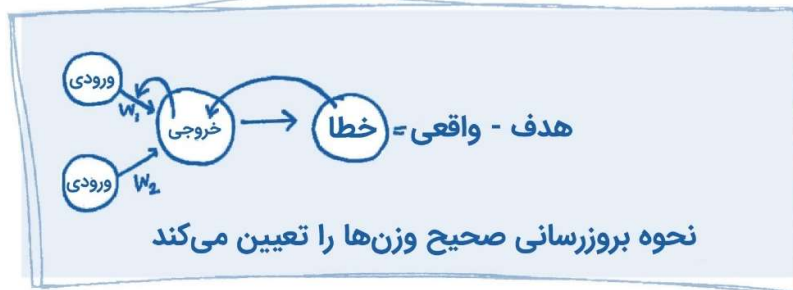 ورودی
W₁
خروجی
خطا = واقعی - هدف
ورودی
W₂
نحوه بروزرسانی صحیح وزن‌ها را تعیین می‌کند